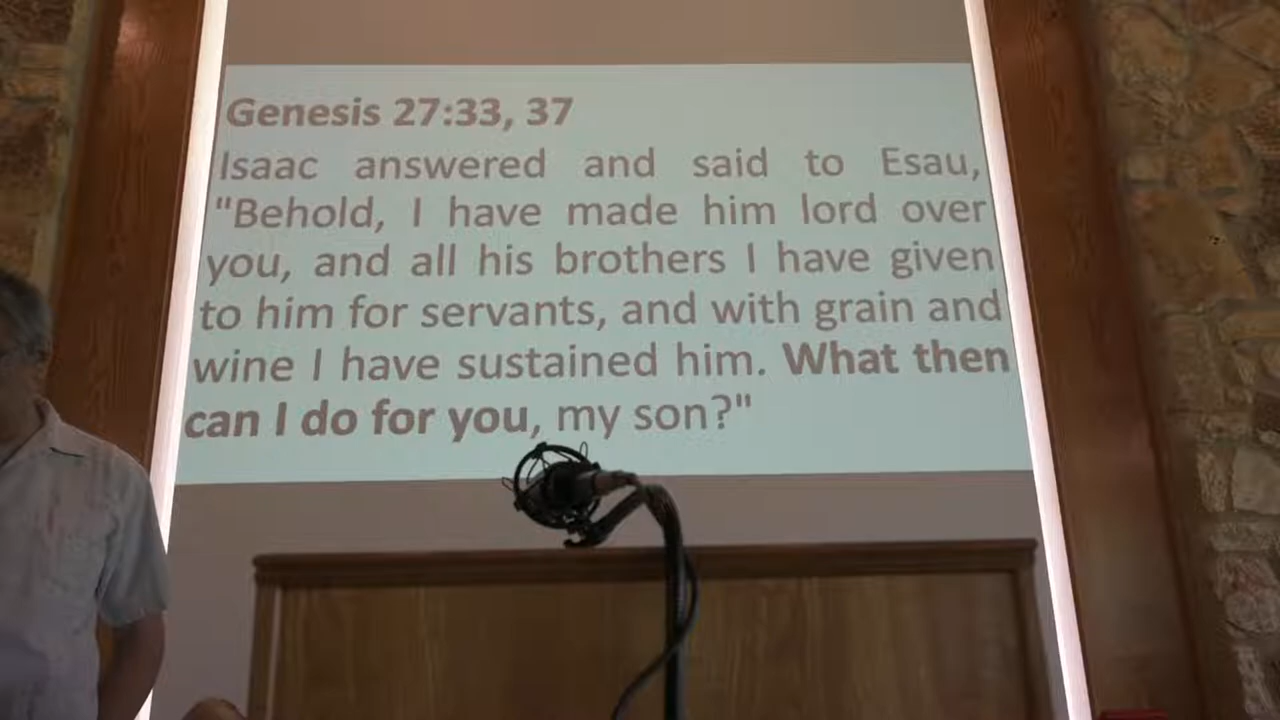 Genesis 27:33, 37
Isaac answered and said to Esau,
"Behold, I have made him lord over
you, and all his brothers I have given
to him for servants, and with grain and
wine I have sustained him. What then
can I do for you, my son?"